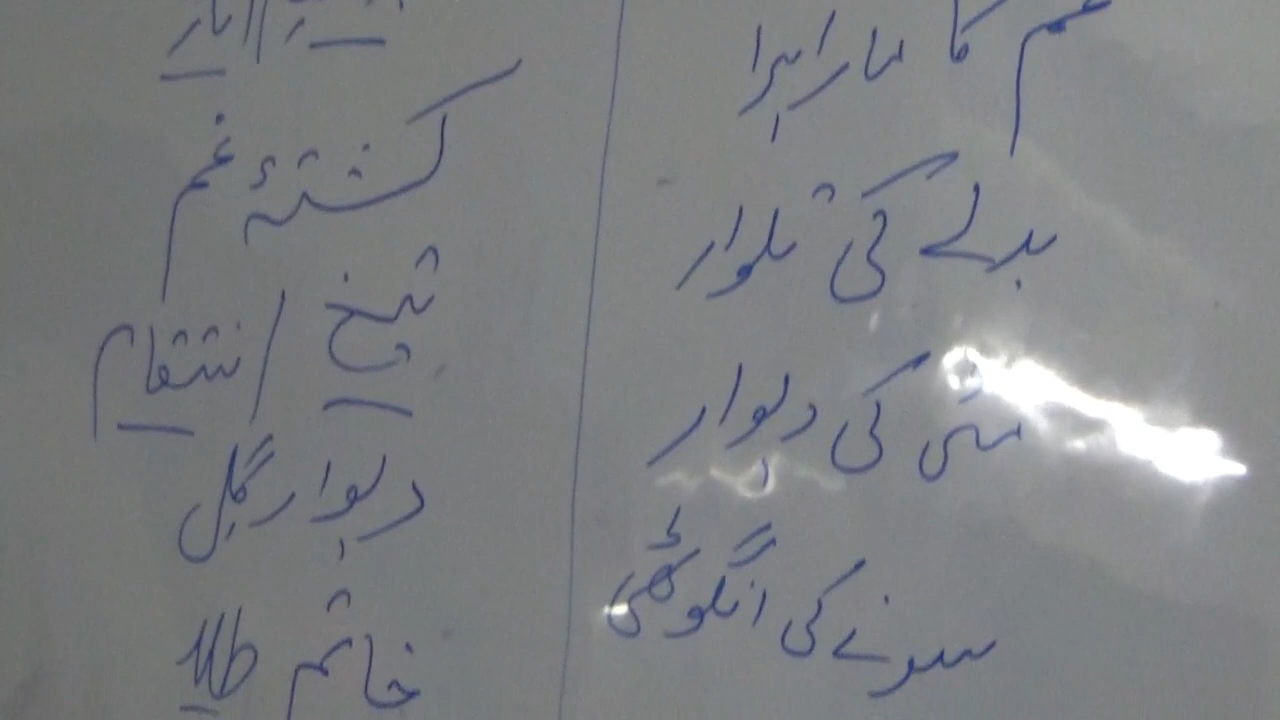 غم کا مارا ہوا
کشتۂ غم
بدلے کی تلوار
تیغ انتقام
مٹی کی دیوار
دیوار گِل
سونے کی انگوٹھی
خاتم طلا